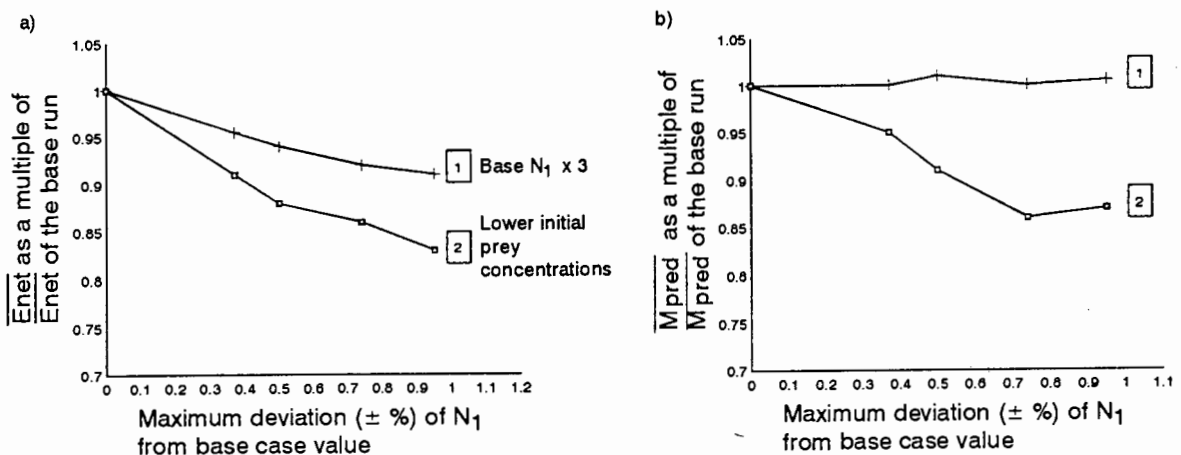 a)
Enet as a multiple of
Enet of the base run
1.05
1
0.95
0.9
0.85
0.8
0.75
0.7
0 0.1 0.2 0.3 0.4 0.5 0.6 0.7 0.8 0.9 1 1.1 1.2
1 Base N₁ x 3
2 Lower initial
prey
concentrations
Maximum deviation (± %) of N₁
from base case value
b)
Mpred as a multiple of
Mpred of the base run
1.05
1
0.95
0.9
0.85
0.8
0.75
0.7
0 0.1 0.2 0.3 0.4 0.5 0.6 0.7 0.8 0.9 1 1.1
1
2
Maximum deviation (± %) of N₁
from base case value